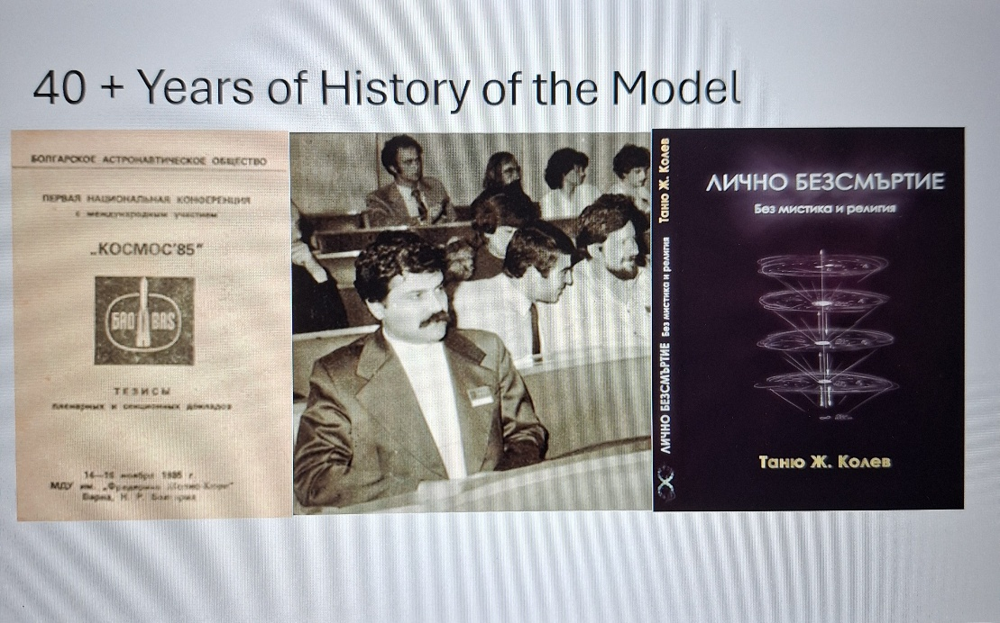 40 + Years of History of the Model
БОЛГАРСКОЕ АСТРОНАВТИЧЕСКОЕ ОБЩЕСТВО
ПЕРВАЯ НАЦИОНАЛЬНАЯ КОНФЕРЕНЦИЯ
с международным участием
„КОСМОС'85"
БАО BAS
ТЕЗИСЫ
пленарных и секционных докладов
14—16 ноября 1985 г.
МДУ им. „Фредерик Жолио-Кюри"
Варна, Н. Р. Болгария
ЛИЧНО БЕЗСМЪРТИЕ Без мистика и религия Таню Ж. Колев
ЛИЧНО БЕЗСМЪРТИЕ
Без мистика и религия
Таню Ж. Колев